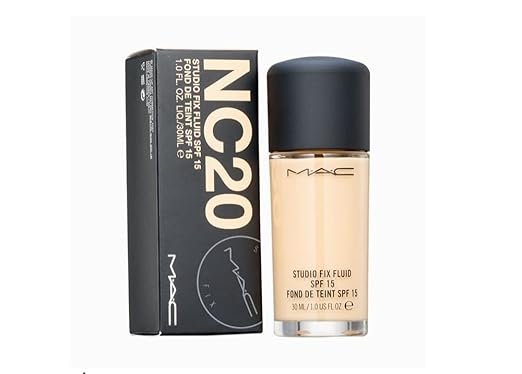 NC20
STUDIO FIX FLUID SPF 15
FOND DE TEINT SPF 15
1.0 FL. OZ. LIQ./30ML ℮
MAC
FIX
MAC
STUDIO FIX FLUID
SPF 15
FOND DE TEINT SPF 15
30 ML / 1.0 US FL OZ ℮